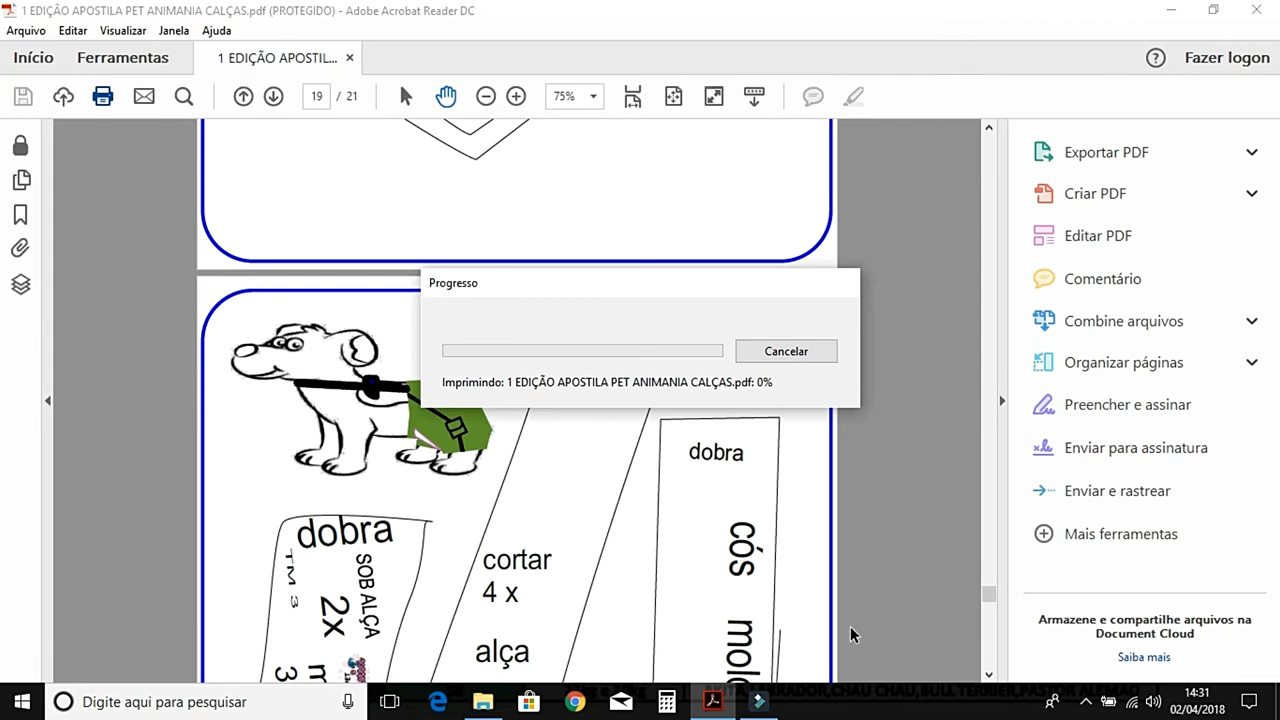 1 EDIÇÃO APOSTILA PET ANIMANIA CALÇAS.pdf (PROTEGIDO) - Adobe Acrobat Reader DC
Arquivo Editar Visualizar Janela Ajuda
Início Ferramentas 1 EDIÇÃO APOSTIL... × Fazer logon
19 / 21 75%
Exportar PDF
Criar PDF
Editar PDF
Comentário
Combine arquivos
Organizar páginas
Preencher e assinar
Enviar para assinatura
Enviar e rastrear
Mais ferramentas
Armazene e compartilhe arquivos na
Document Cloud
Saiba mais
Progresso
Cancelar
Imprimindo: 1 EDIÇÃO APOSTILA PET ANIMANIA CALÇAS.pdf: 0%
dobra
SOB ALÇA
2x
TM 3
m
3
cortar
4 x
alça
dobra
cós
mol
Digite aqui para pesquisar
14:31
02/04/2018